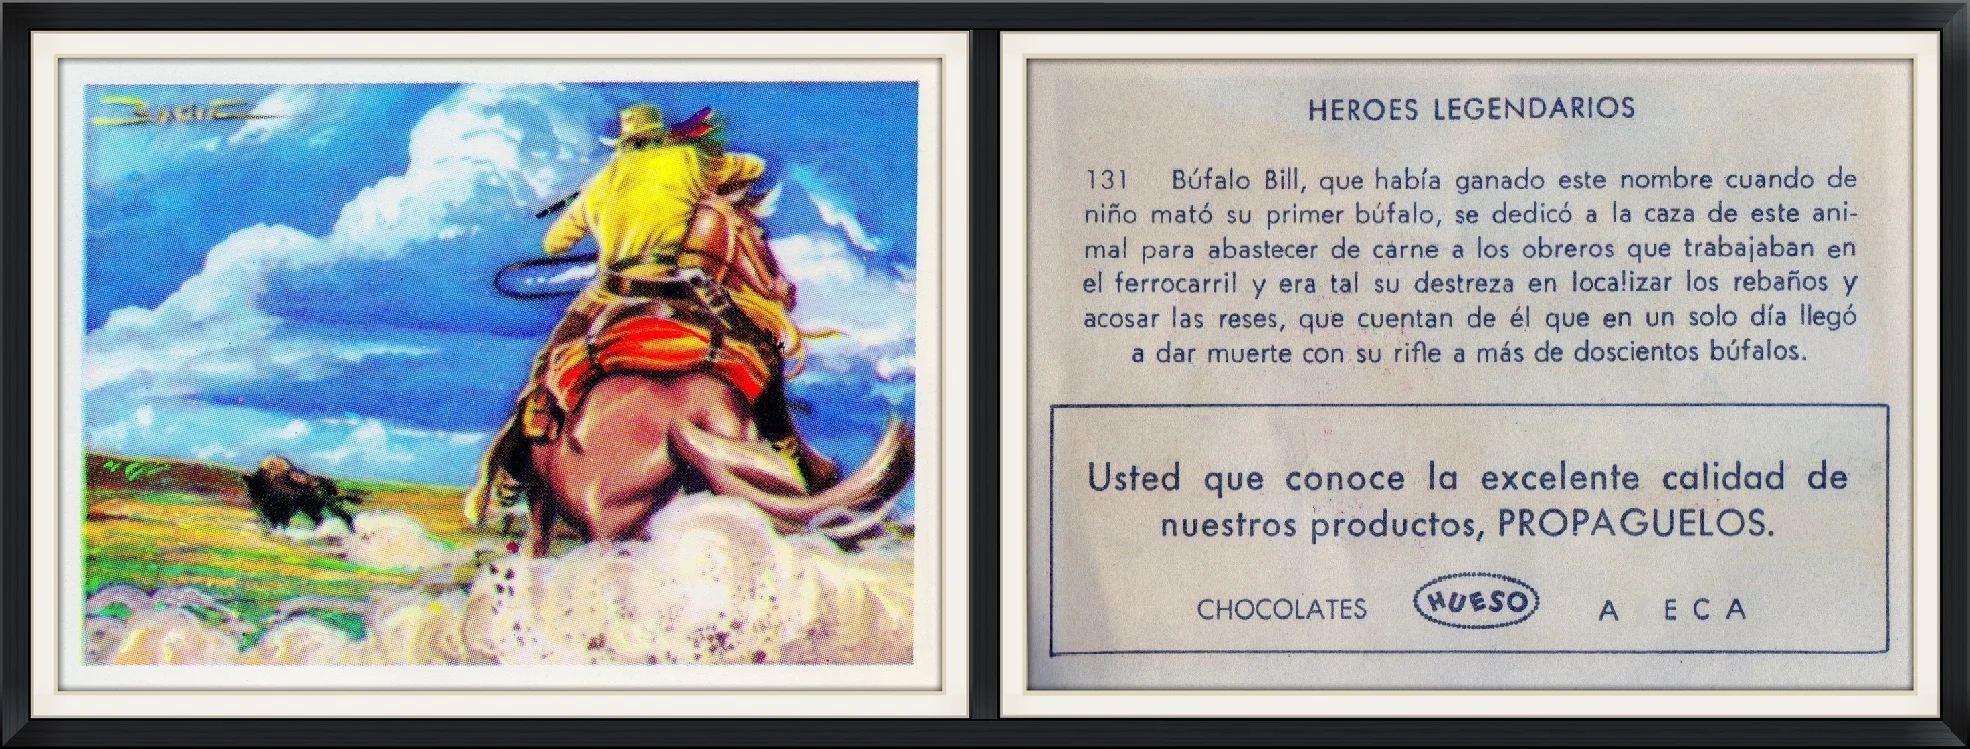 HEROES LEGENDARIOS
131 Búfalo Bill, que había ganado este nombre cuando de
niño mató su primer búfalo, se dedicó a la caza de este ani-
mal para abastecer de carne a los obreros que trabajaban en
el ferrocarril y era tal su destreza en localizar los rebaños y
acosar las reses, que cuentan de él que en un solo día llegó
a dar muerte con su rifle a más de doscientos búfalos.
Usted que conoce la excelente calidad de
nuestros productos, PROPAGUELOS.
CHOCOLATES HUESO A ECA